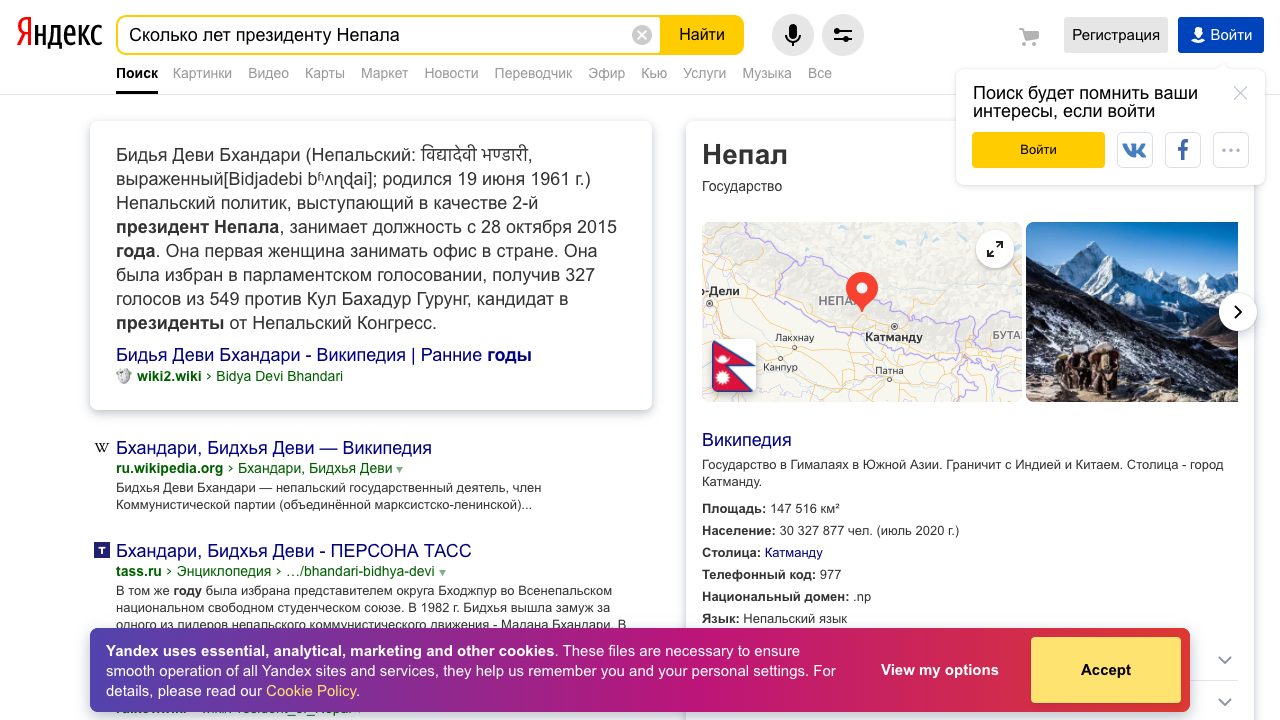 Яндекс
Сколько лет президенту Непала
Найти
Регистрация
Войти
Поиск Картинки Видео Карты Маркет Новости Переводчик Эфир Кью Услуги Музыка Все
Поиск будет помнить ваши
интересы, если войти
Войти
Бидья Деви Бхандари (Непальский: विद्यादेवी भण्डारी,
выраженный[Bidjadebi bʱʌɳɖai]; родился 19 июня 1961 г.)
Непальский политик, выступающий в качестве 2-й
президент Непала, занимает должность с 28 октября 2015
года. Она первая женщина занимать офис в стране. Она
была избран в парламентском голосовании, получив 327
голосов из 549 против Кул Бахадур Гурунг, кандидат в
президенты от Непальский Конгресс.
Бидья Деви Бхандари - Википедия | Ранние годы
wiki2.wiki › Bidya Devi Bhandari
W Бхандари, Бидхья Деви — Википедия
ru.wikipedia.org › Бхандари, Бидхья Деви
Бидхья Деви Бхандари — непальский государственный деятель, член
Коммунистической партии (объединённой марксистско-ленинской)...
Т Бхандари, Бидхья Деви - ПЕРСОНА ТАСС
tass.ru › Энциклопедия › …/bhandari-bidhya-devi
В том же году была избрана представителем округа Бходжпур во Всенепальском
национальном свободном студенческом союзе. В 1982 г. Бидхья вышла замуж за
одного из лидеров непальского коммунистического движения - Мадана Бхандари. В
Непал
Государство
р-Дели
НЕПАЛ
Катманду
БУТАН
Лакхнау
Канпур
Патна
Википедия
Государство в Гималаях в Южной Азии. Граничит с Индией и Китаем. Столица - город
Катманду.
Площадь: 147 516 км²
Население: 30 327 877 чел. (июль 2020 г.)
Столица: Катманду
Телефонный код: 977
Национальный домен: .np
Язык: Непальский язык
Yandex uses essential, analytical, marketing and other cookies. These files are necessary to ensure
smooth operation of all Yandex sites and services, they help us remember you and your personal settings. For
details, please read our Cookie Policy.
View my options
Accept